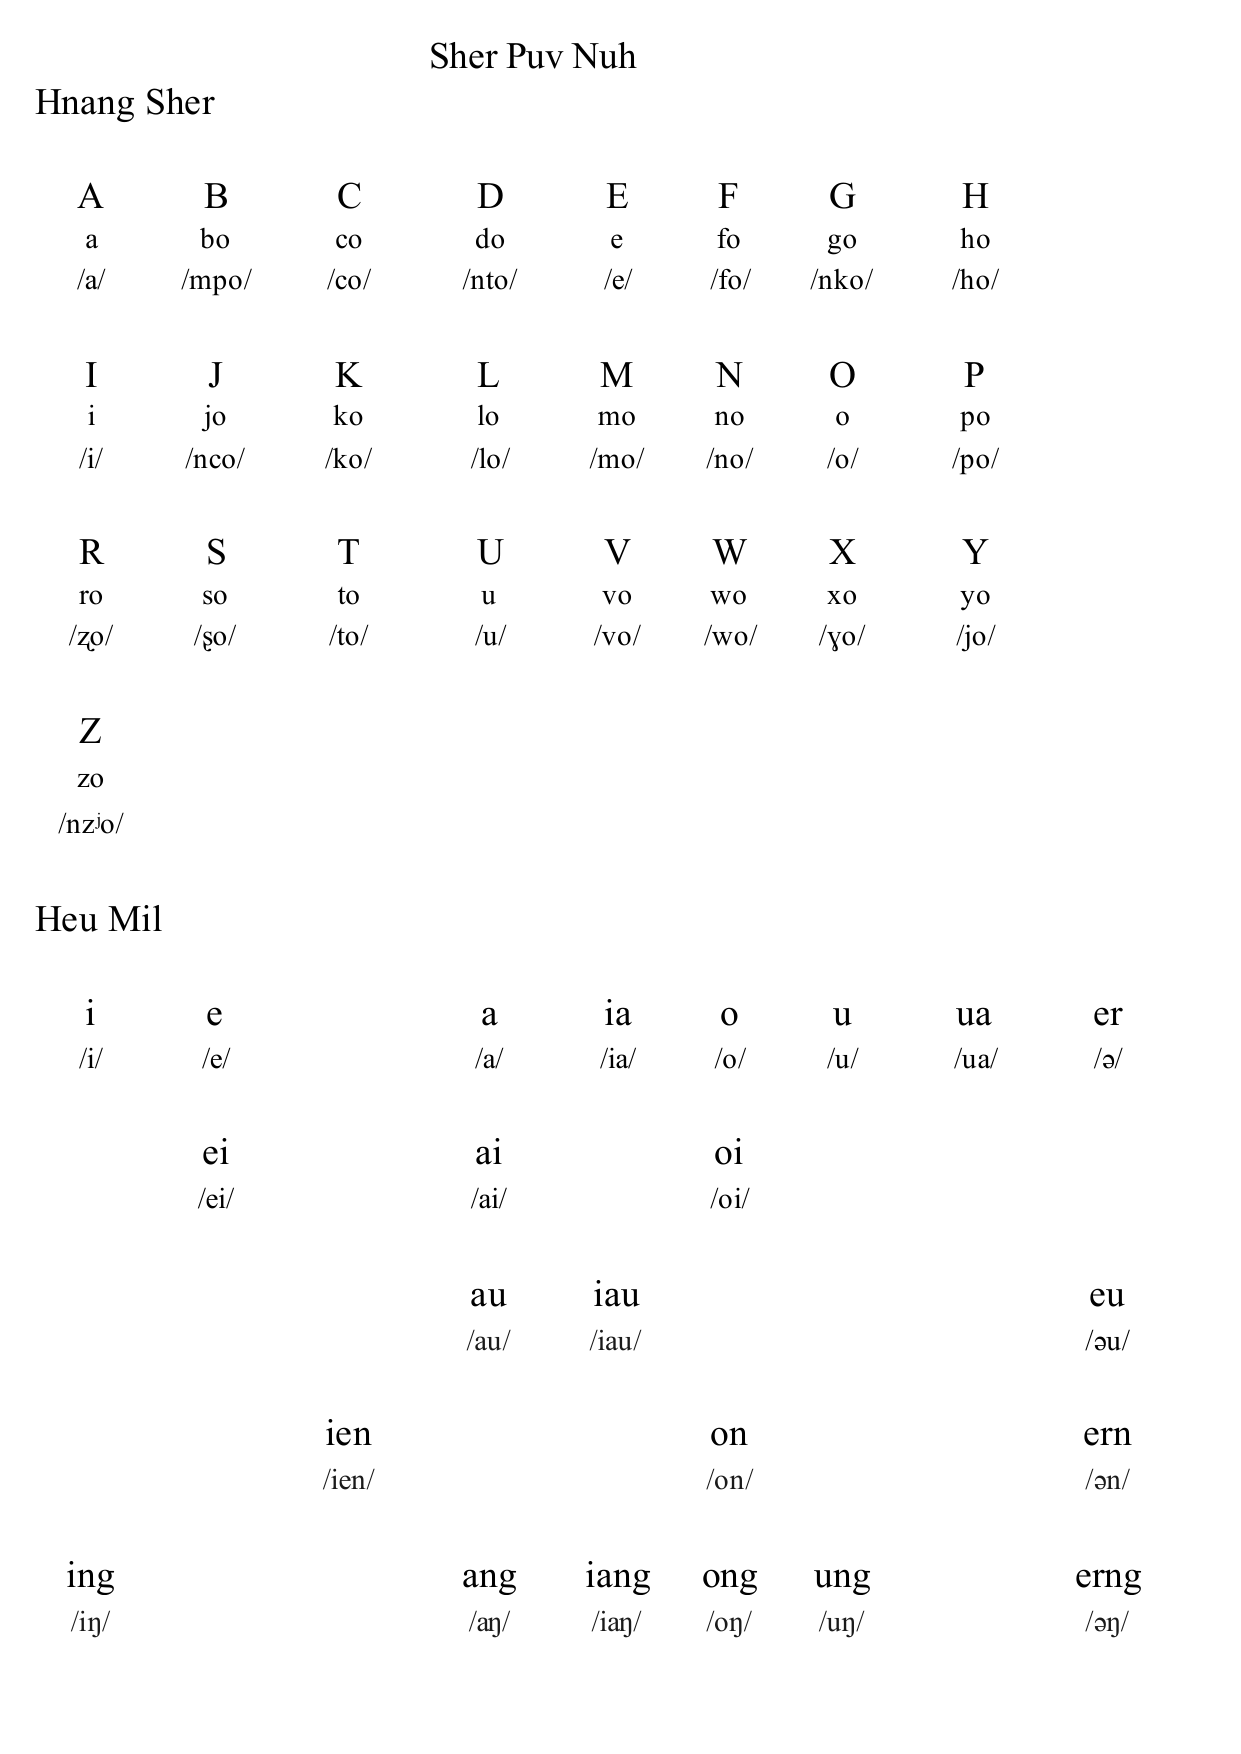 Sher Puv Nuh
Hnang Sher
A B C D E F G H
a bo co do e fo go ho
/a/ /mpo/ /co/ /nto/ /e/ /fo/ /nko/ /ho/
I J K L M N O P
i jo ko lo mo no o po
/i/ /nco/ /ko/ /lo/ /mo/ /no/ /o/ /po/
R S T U V W X Y
ro so to u vo wo xo yo
/ʐo/ /ʂo/ /to/ /u/ /vo/ /wo/ /ɣo/ /jo/
Z
zo
/nzʲo/
Heu Mil
i e a ia o u ua er
/i/ /e/ /a/ /ia/ /o/ /u/ /ua/ /ə/
ei ai oi
/ei/ /ai/ /oi/
au iau eu
/au/ /iau/ /əu/
ien on ern
/ien/ /on/ /ən/
ing ang iang ong ung erng
/iŋ/ /aŋ/ /iaŋ/ /oŋ/ /uŋ/ /əŋ/